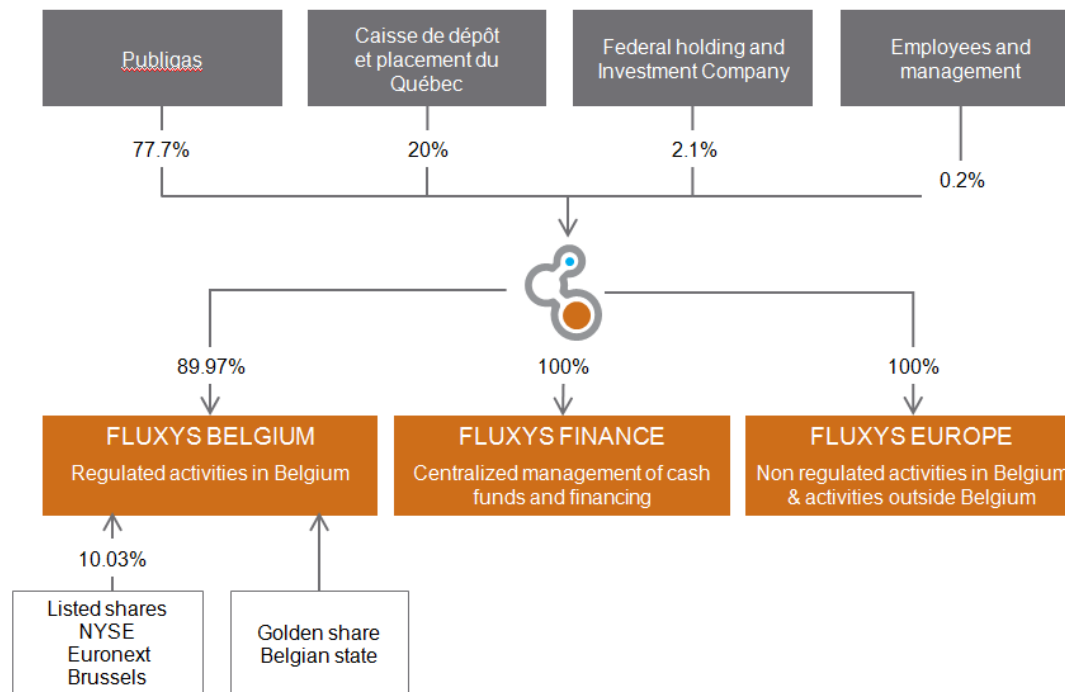 Publigas
Caisse de dépôt
et placement du
Québec
Federal holding and
Investment Company
Employees and
management
77.7%
20%
2.1%
0.2%
89.97%
100%
100%
FLUXYS BELGIUM
Regulated activities in Belgium
FLUXYS FINANCE
Centralized management of cash
funds and financing
FLUXYS EUROPE
Non regulated activities in Belgium
& activities outside Belgium
10.03%
Listed shares
NYSE
Euronext
Brussels
Golden share
Belgian state